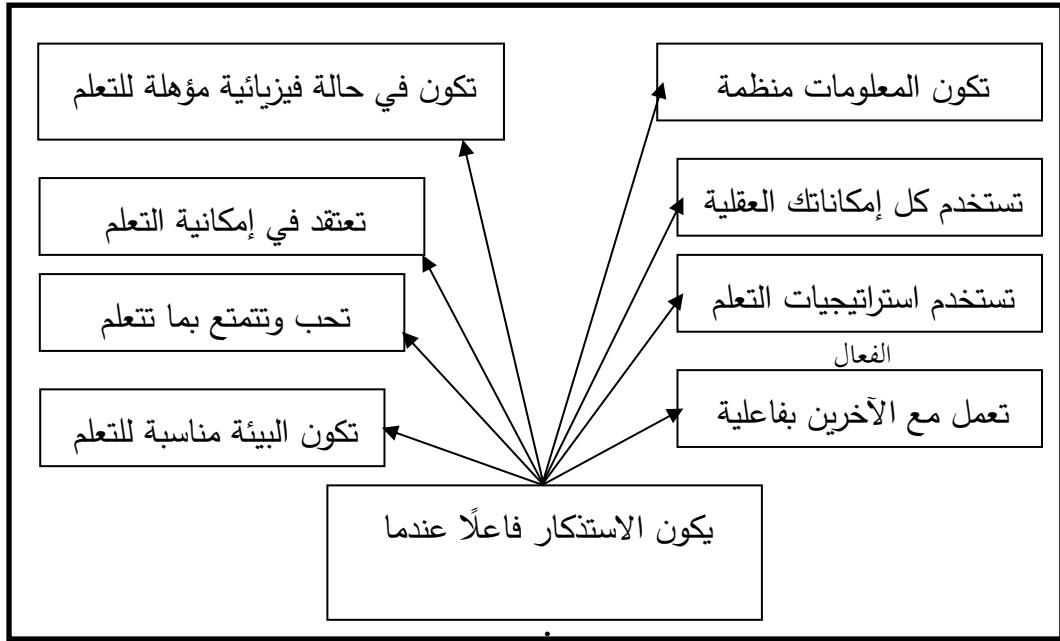 تكون المعلومات منظمة
تكون في حالة فيزيائية مؤهلة للتعلم
تستخدم كل إمكاناتك العقلية
تعتقد في إمكانية التعلم
تستخدم استراتيجيات التعلم
الفعال
تحب وتتمتع بما تتعلم
تعمل مع الآخرين بفاعلية
تكون البيئة مناسبة للتعلم
يكون الاستذكار فاعلًا عندما
.